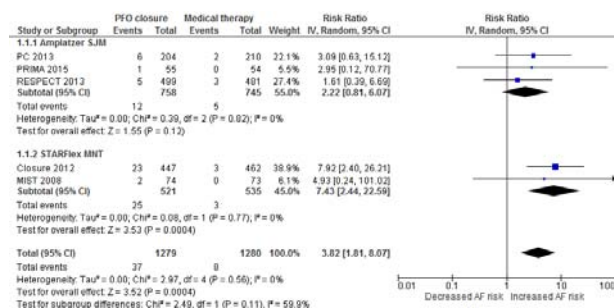 PFO closure Medical therapy Risk Ratio Risk Ratio
Study or Subgroup Events Total Events Total Weight IV, Random, 95% CI IV, Random, 95% CI
1.1.1 Amplatzer SJM
PC 2013 6 204 2 210 22.1% 3.09 [0.63, 15.12]
PRIMA 2015 1 55 0 54 5.5% 2.95 [0.12, 70.77]
RESPECT 2013 5 499 3 481 27.4% 1.61 [0.39, 6.69]
Subtotal (95% CI) 758 745 55.0% 2.22 [0.81, 6.07]
Total events 12 5
Heterogeneity: Tau² = 0.00; Chi² = 0.39, df = 2 (P = 0.82); I² = 0%
Test for overall effect: Z = 1.55 (P = 0.12)
1.1.2 STARFlex MNT
Closure 2012 23 447 3 462 38.9% 7.92 [2.40, 26.21]
MIST 2008 2 74 0 73 6.1% 4.93 [0.24, 101.02]
Subtotal (95% CI) 521 535 45.0% 7.43 [2.44, 22.59]
Total events 25 3
Heterogeneity: Tau² = 0.00; Chi² = 0.08, df = 1 (P = 0.77); I² = 0%
Test for overall effect: Z = 3.53 (P = 0.0004)
Total (95% CI) 1279 1280 100.0% 3.82 [1.81, 8.07]
Total events 37 8
Heterogeneity: Tau² = 0.00; Chi² = 2.97, df = 4 (P = 0.56); I² = 0%
Test for overall effect: Z = 3.52 (P = 0.0004)
Test for subgroup differences: Chi² = 2.49, df = 1 (P = 0.11), I² = 59.9%
0.01 0.1 1 10 100
Decreased AF risk Increased AF risk